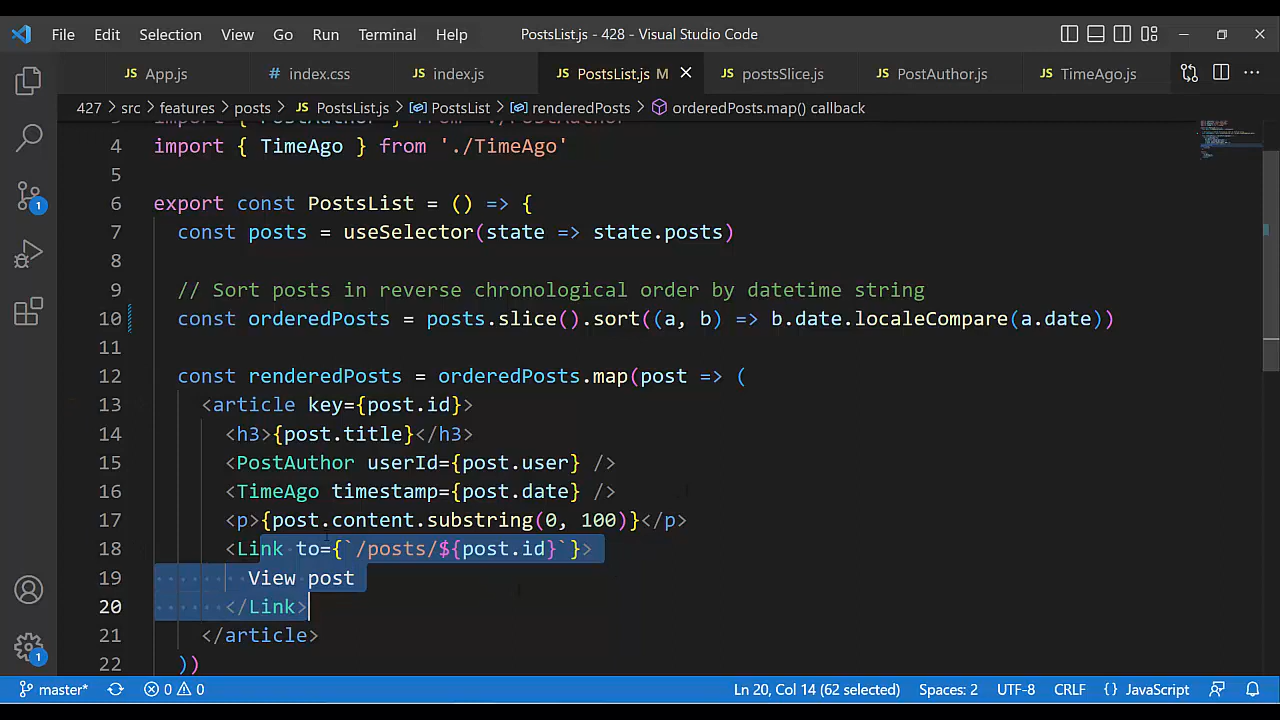 File Edit Selection View Go Run Terminal Help PostsList.js - 428 - Visual Studio Code
App.js index.css index.js PostsList.js M postsSlice.js PostAuthor.js TimeAgo.js
427 > src > features > posts > PostsList.js > PostsList > renderedPosts > orderedPosts.map() callback
3 import { PostAuthor } from './PostAuthor'
4 import { TimeAgo } from './TimeAgo'
5
6 export const PostsList = () => {
7 const posts = useSelector(state => state.posts)
8
9 // Sort posts in reverse chronological order by datetime string
10 const orderedPosts = posts.slice().sort((a, b) => b.date.localeCompare(a.date))
11
12 const renderedPosts = orderedPosts.map(post => (
13 <article key={post.id}>
14 <h3>{post.title}</h3>
15 <PostAuthor userId={post.user} />
16 <TimeAgo timestamp={post.date} />
17 <p>{post.content.substring(0, 100)}</p>
18 <Link to={`/posts/${post.id}`}>
19 View post
20 </Link>
21 </article>
22 ))
1
1
master* 0 0 Ln 20, Col 14 (62 selected) Spaces: 2 UTF-8 CRLF {} JavaScript